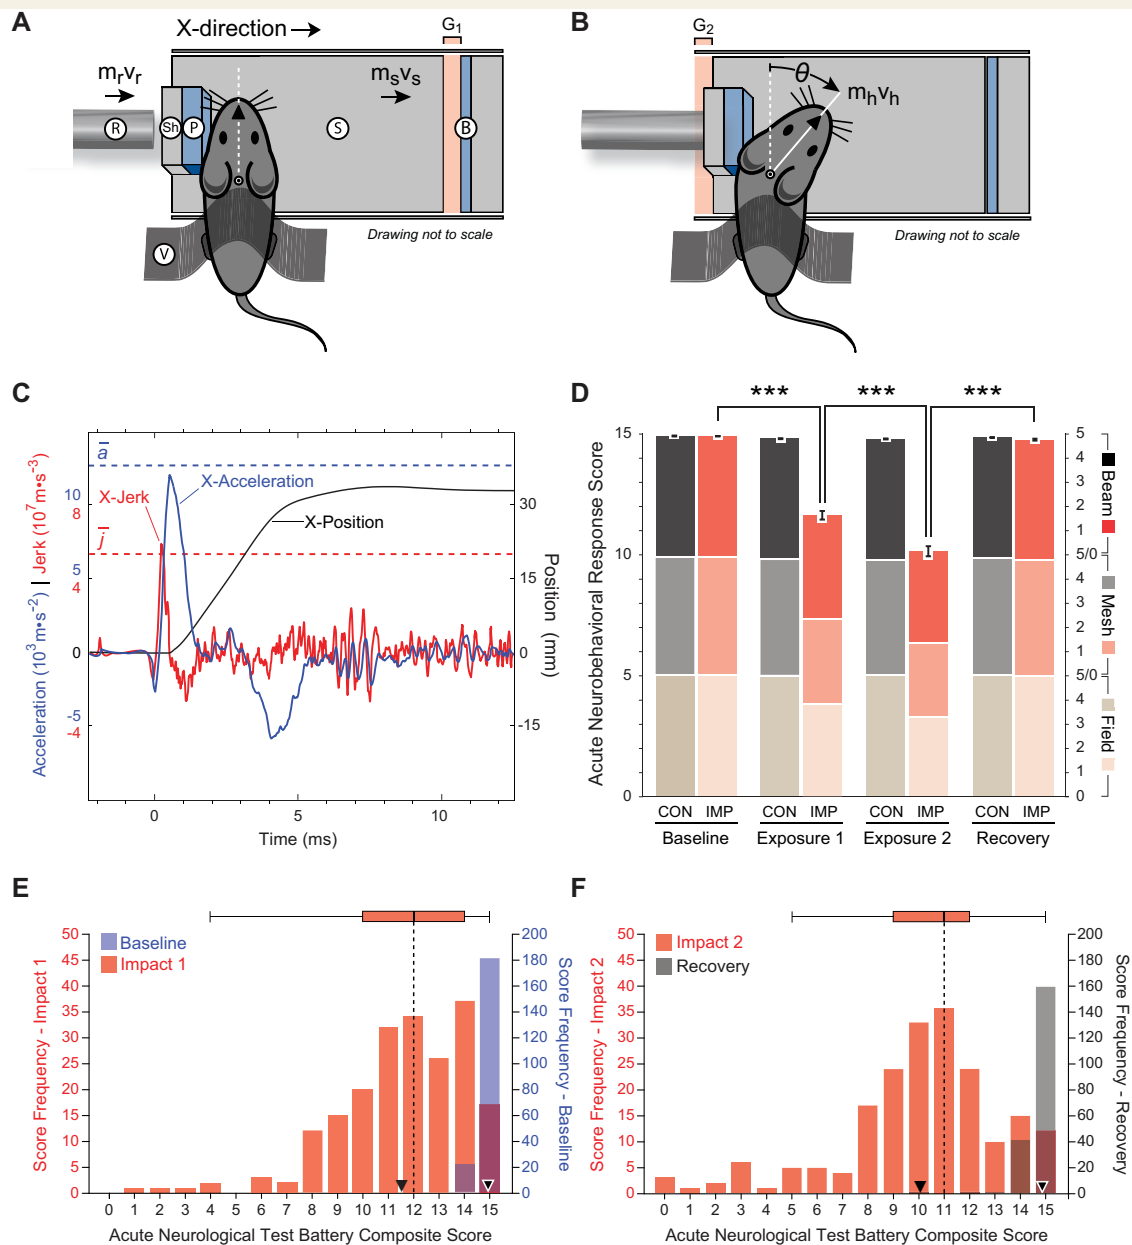 A
X-direction
G1
mrvr
msvs
R
Sh
P
S
B
V
Drawing not to scale
B
G2
θ
mhvh
Drawing not to scale
C
a
X-Acceleration
X-Jerk
X-Position
j
Acceleration (10³ m•s⁻²) | Jerk (10⁷ m•s⁻³)
10
8
5
4
0
-5
-4
30
15
0
-15
Position (mm)
0 5 10
Time (ms)
D
*** *** ***
Acute Neurobehavioral Response Score
15
10
5
0
5
4
3
2
1
5/0
4
3
2
1
5/0
4
3
2
1
0
Beam
Mesh
Field
CON IMP CON IMP CON IMP CON IMP
Baseline Exposure 1 Exposure 2 Recovery
E
Baseline
Impact 1
Score Frequency - Impact 1
50
45
40
35
30
25
20
15
10
5
0
200
180
160
140
120
100
80
60
40
20
0
Score Frequency - Baseline
0 1 2 3 4 5 6 7 8 9 10 11 12 13 14 15
Acute Neurological Test Battery Composite Score
F
Impact 2
Recovery
Score Frequency - Impact 2
50
45
40
35
30
25
20
15
10
5
0
200
180
160
140
120
100
80
60
40
20
0
Score Frequency - Recovery
0 1 2 3 4 5 6 7 8 9 10 11 12 13 14 15
Acute Neurological Test Battery Composite Score